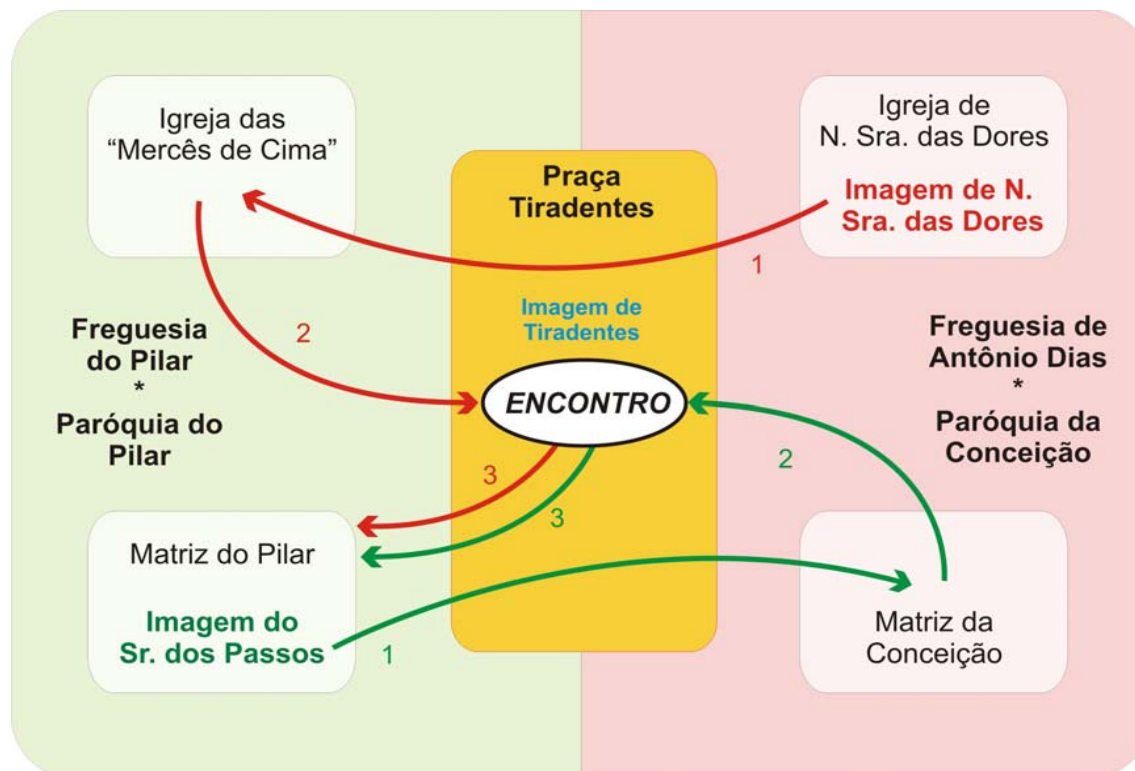 Igreja das
“Mercês de Cima”
Igreja de
N. Sra. das Dores
Imagem de N.
Sra. das Dores
Praça
Tiradentes
1
Imagem de
Tiradentes
2
Freguesia
do Pilar
*
Paróquia do
Pilar
Freguesia de
Antônio Dias
*
Paróquia da
Conceição
ENCONTRO
2
3
3
Matriz do Pilar
Imagem do
Sr. dos Passos
1
Matriz da
Conceição